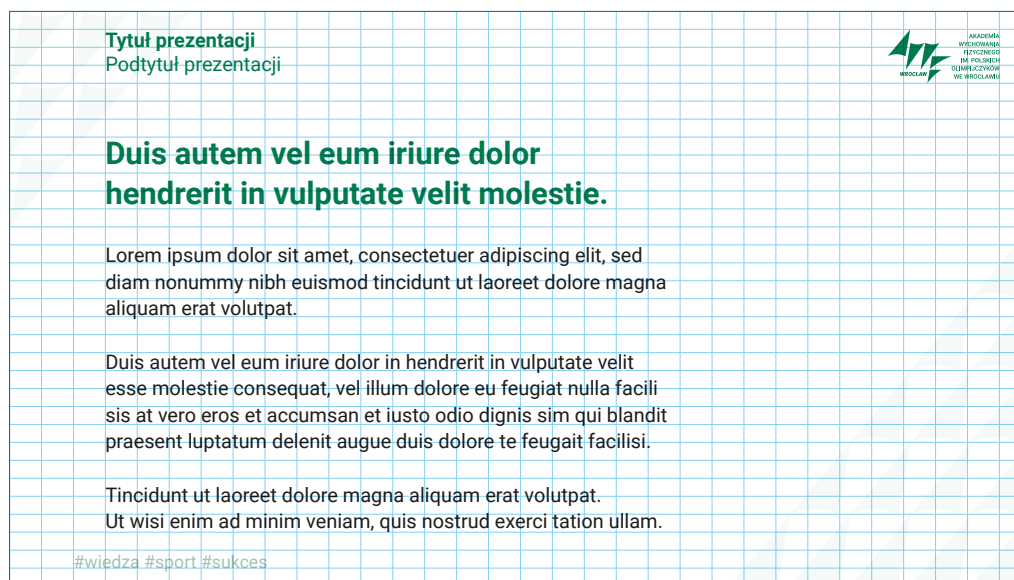 Tytuł prezentacji
Podtytuł prezentacji
AKADEMIA
WYCHOWANIA
FIZYCZNEGO
IM. POLSKICH
OLIMPIJCZYKÓW
WE WROCŁAWIU
WROCŁAW
Duis autem vel eum iriure dolor
hendrerit in vulputate velit molestie.
Lorem ipsum dolor sit amet, consectetuer adipiscing elit, sed
diam nonummy nibh euismod tincidunt ut laoreet dolore magna
aliquam erat volutpat.
Duis autem vel eum iriure dolor in hendrerit in vulputate velit
esse molestie consequat, vel illum dolore eu feugiat nulla facili
sis at vero eros et accumsan et iusto odio dignis sim qui blandit
praesent luptatum delenit augue duis dolore te feugait facilisi.
Tincidunt ut laoreet dolore magna aliquam erat volutpat.
Ut wisi enim ad minim veniam, quis nostrud exerci tation ullam.
#wiedza #sport #sukces